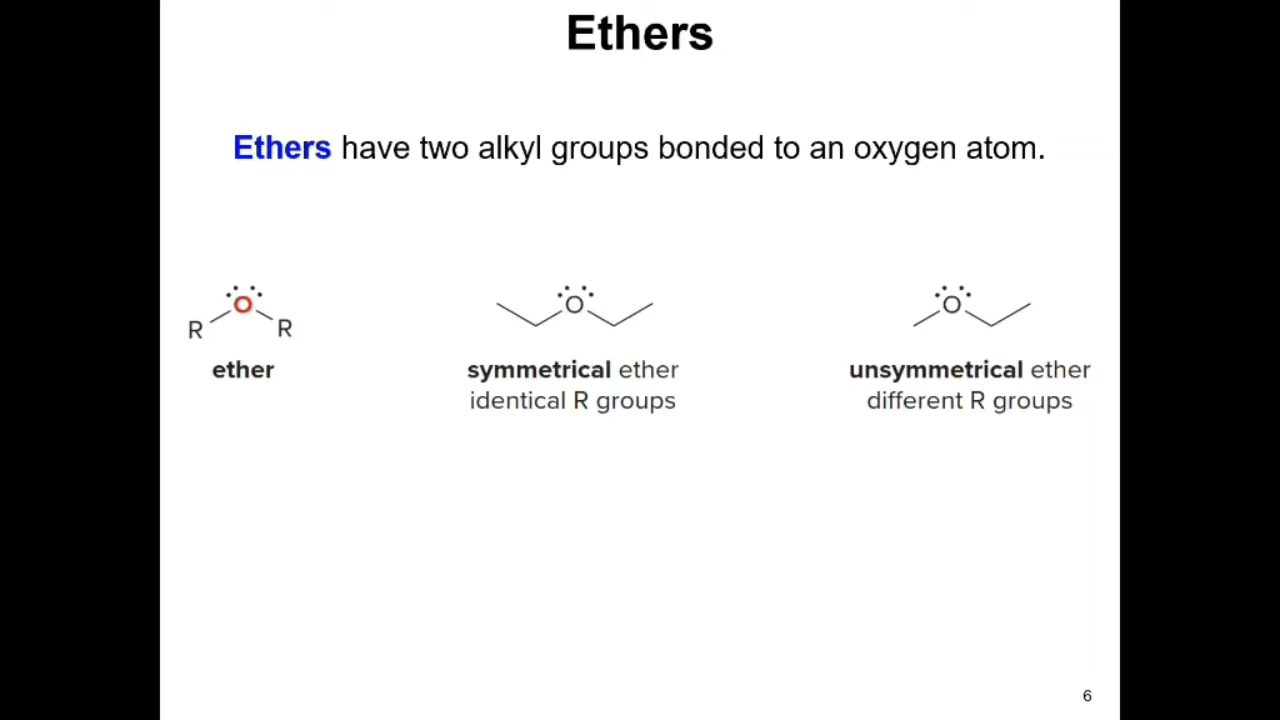 Ethers
Ethers have two alkyl groups bonded to an oxygen atom.
R O R
ether
O
symmetrical ether
identical R groups
O
unsymmetrical ether
different R groups
6